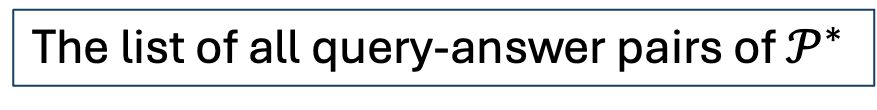 The list of all query-answer pairs of 𝒫*